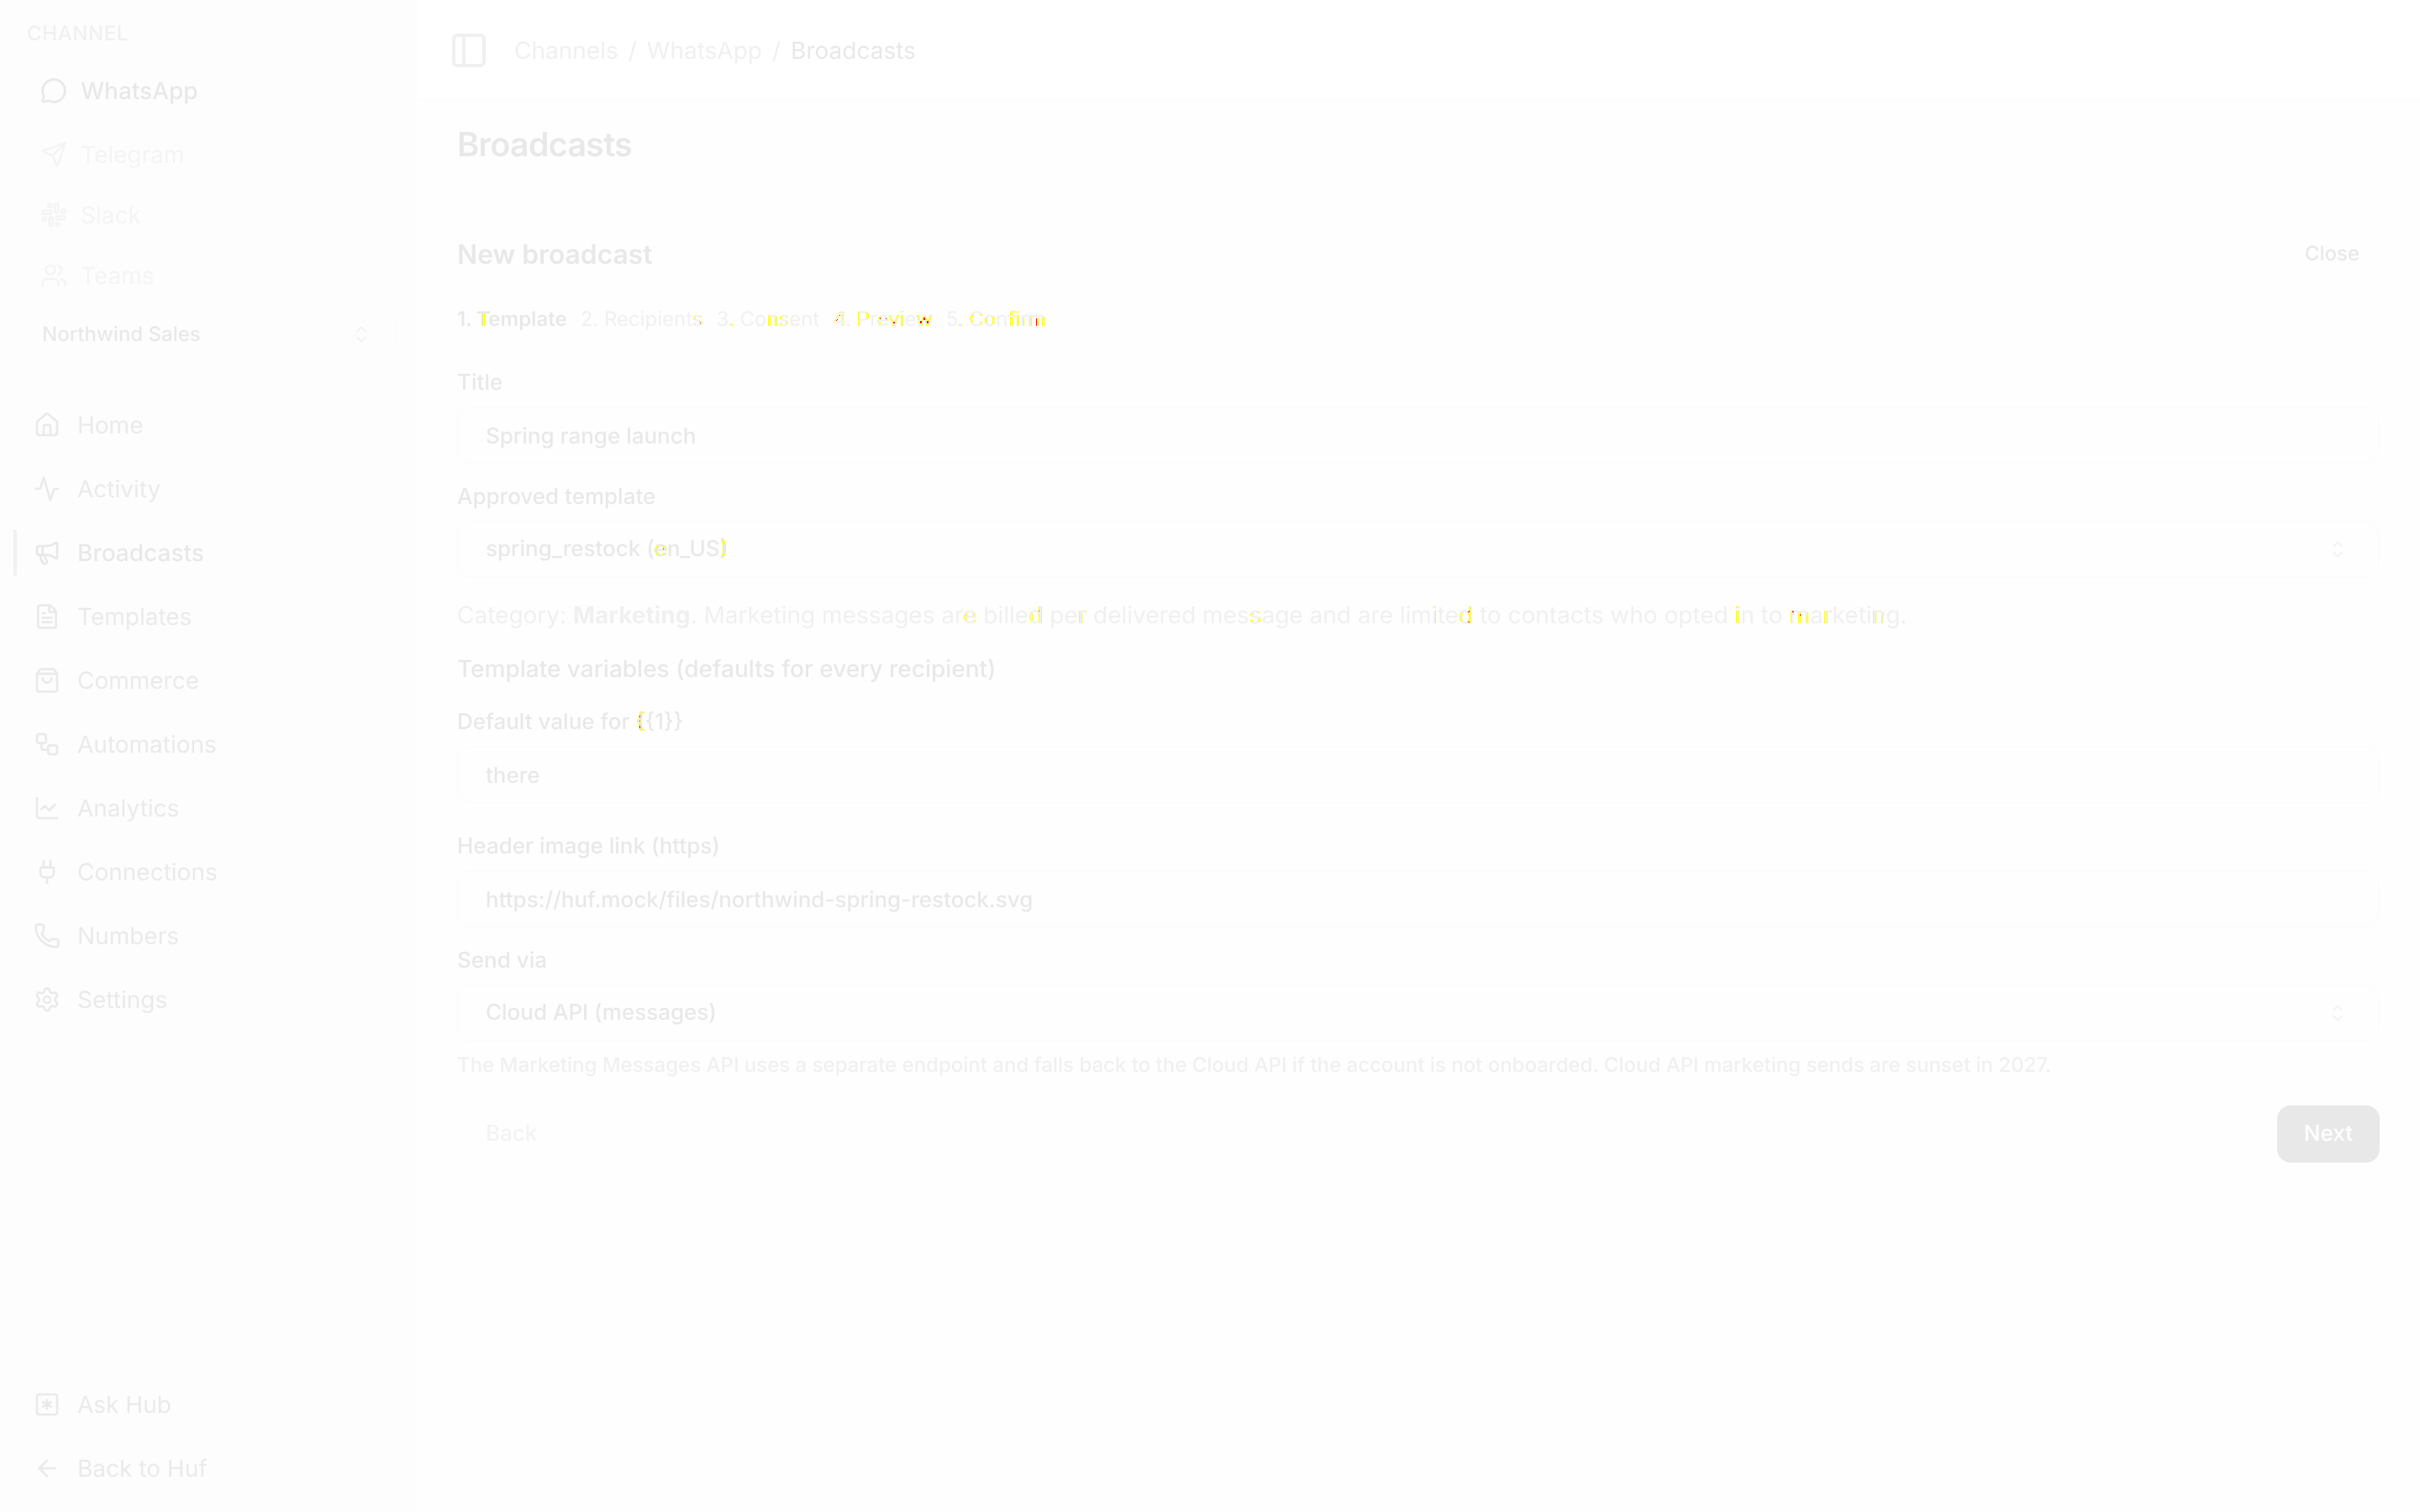 CHANNEL
WhatsApp
Telegram
Slack
Teams
Northwind Sales
Home
Activity
Broadcasts
Templates
Commerce
Automations
Analytics
Connections
Numbers
Settings
Ask Hub
Back to Huf
Channels / WhatsApp / Broadcasts
Broadcasts
New broadcast
Close
1. Template 2. Recipients 3. Consent 4. Preview 5. Confirm
Title
Spring range launch
Approved template
spring_restock (en_US)
Category: Marketing. Marketing messages are billed per delivered message and are limited to contacts who opted in to marketing.
Template variables (defaults for every recipient)
Default value for {{1}}
there
Header image link (https)
https://huf.mock/files/northwind-spring-restock.svg
Send via
Cloud API (messages)
The Marketing Messages API uses a separate endpoint and falls back to the Cloud API if the account is not onboarded. Cloud API marketing sends are sunset in 2027.
Back
Next